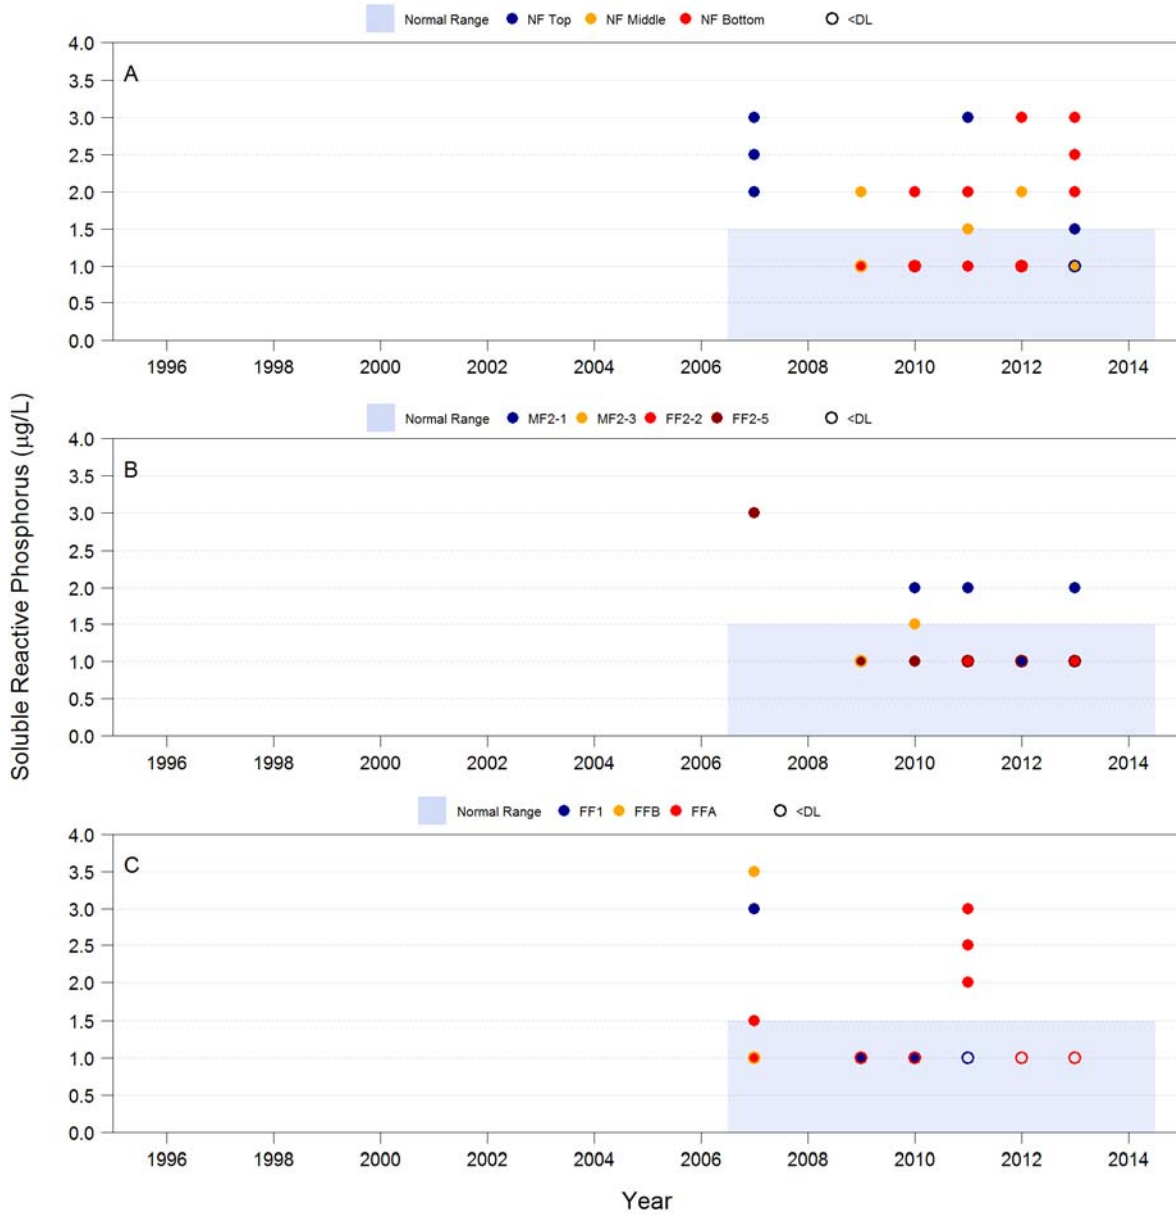 Normal Range NF Top NF Middle NF Bottom <DL
A
4.0
3.5
3.0
2.5
2.0
1.5
1.0
0.5
0.0
1996 1998 2000 2002 2004 2006 2008 2010 2012 2014
Soluble Reactive Phosphorus (µg/L)
Normal Range MF2-1 MF2-3 FF2-2 FF2-5 <DL
B
4.0
3.5
3.0
2.5
2.0
1.5
1.0
0.5
0.0
1996 1998 2000 2002 2004 2006 2008 2010 2012 2014
Normal Range FF1 FFB FFA <DL
C
4.0
3.5
3.0
2.5
2.0
1.5
1.0
0.5
0.0
1996 1998 2000 2002 2004 2006 2008 2010 2012 2014
Year